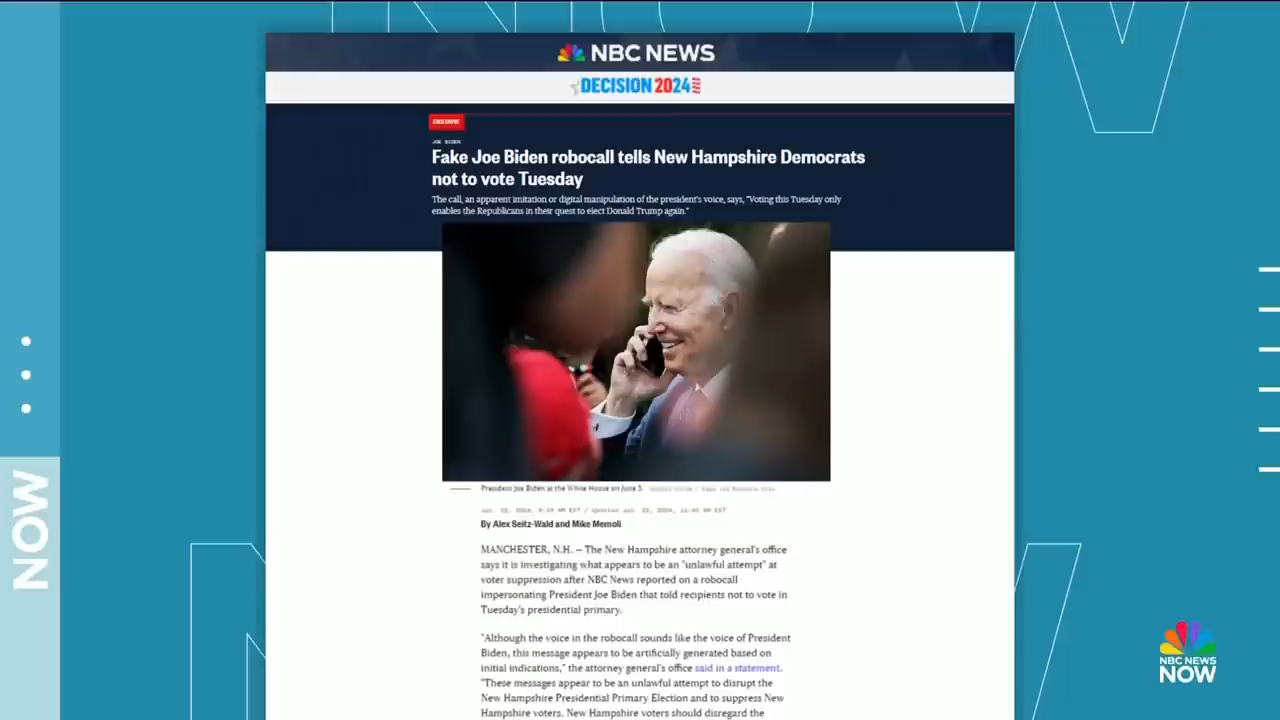 NBC NEWS
DECISION 2024
EXCLUSIVE
JOE BIDEN
Fake Joe Biden robocall tells New Hampshire Democrats
not to vote Tuesday
The call, an apparent imitation or digital manipulation of the president's voice, says, "Voting this Tuesday only
enables the Republicans in their quest to elect Donald Trump again."
President Joe Biden at the White House on June 3.
By Alex Seitz-Wald and Mike Memoli
MANCHESTER, N.H. — The New Hampshire attorney general's office
says it is investigating what appears to be an "unlawful attempt" at
voter suppression after NBC News reported on a robocall
impersonating President Joe Biden that told recipients not to vote in
Tuesday's presidential primary.
"Although the voice in the robocall sounds like the voice of President
Biden, this message appears to be artificially generated based on
initial indications," the attorney general's office said in a statement.
"These messages appear to be an unlawful attempt to disrupt the
New Hampshire Presidential Primary Election and to suppress New
Hampshire voters. New Hampshire voters should disregard the
NOW
NBC NEWS
NOW